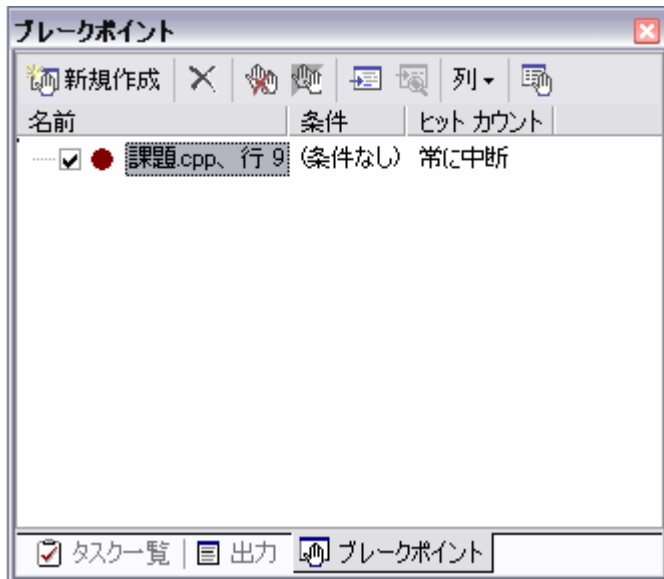 ブレークポイント
新規作成 列
名前 条件 ヒット カウント
課題.cpp、行 9 (条件なし) 常に中断
タスク一覧 出力 ブレークポイント